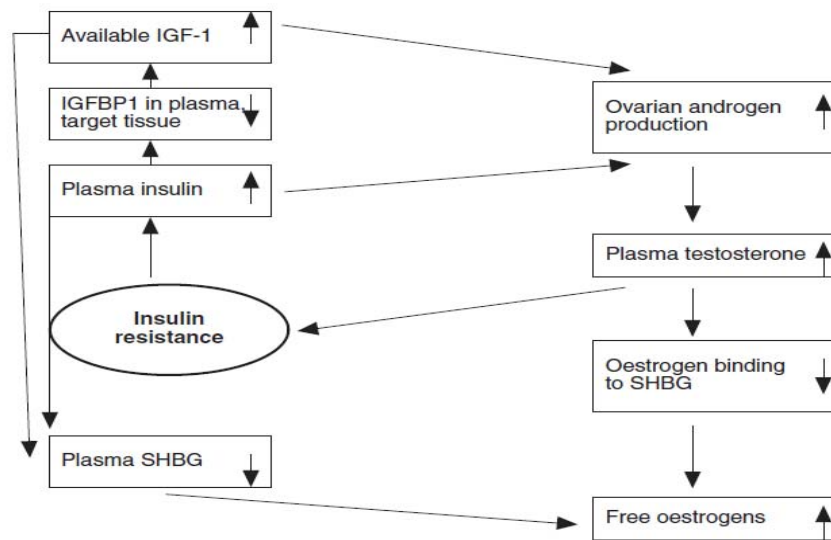 Available IGF-1
IGFBP1 in plasma,
target tissue
Plasma insulin
Insulin
resistance
Plasma SHBG
Ovarian androgen
production
Plasma testosterone
Oestrogen binding
to SHBG
Free oestrogens